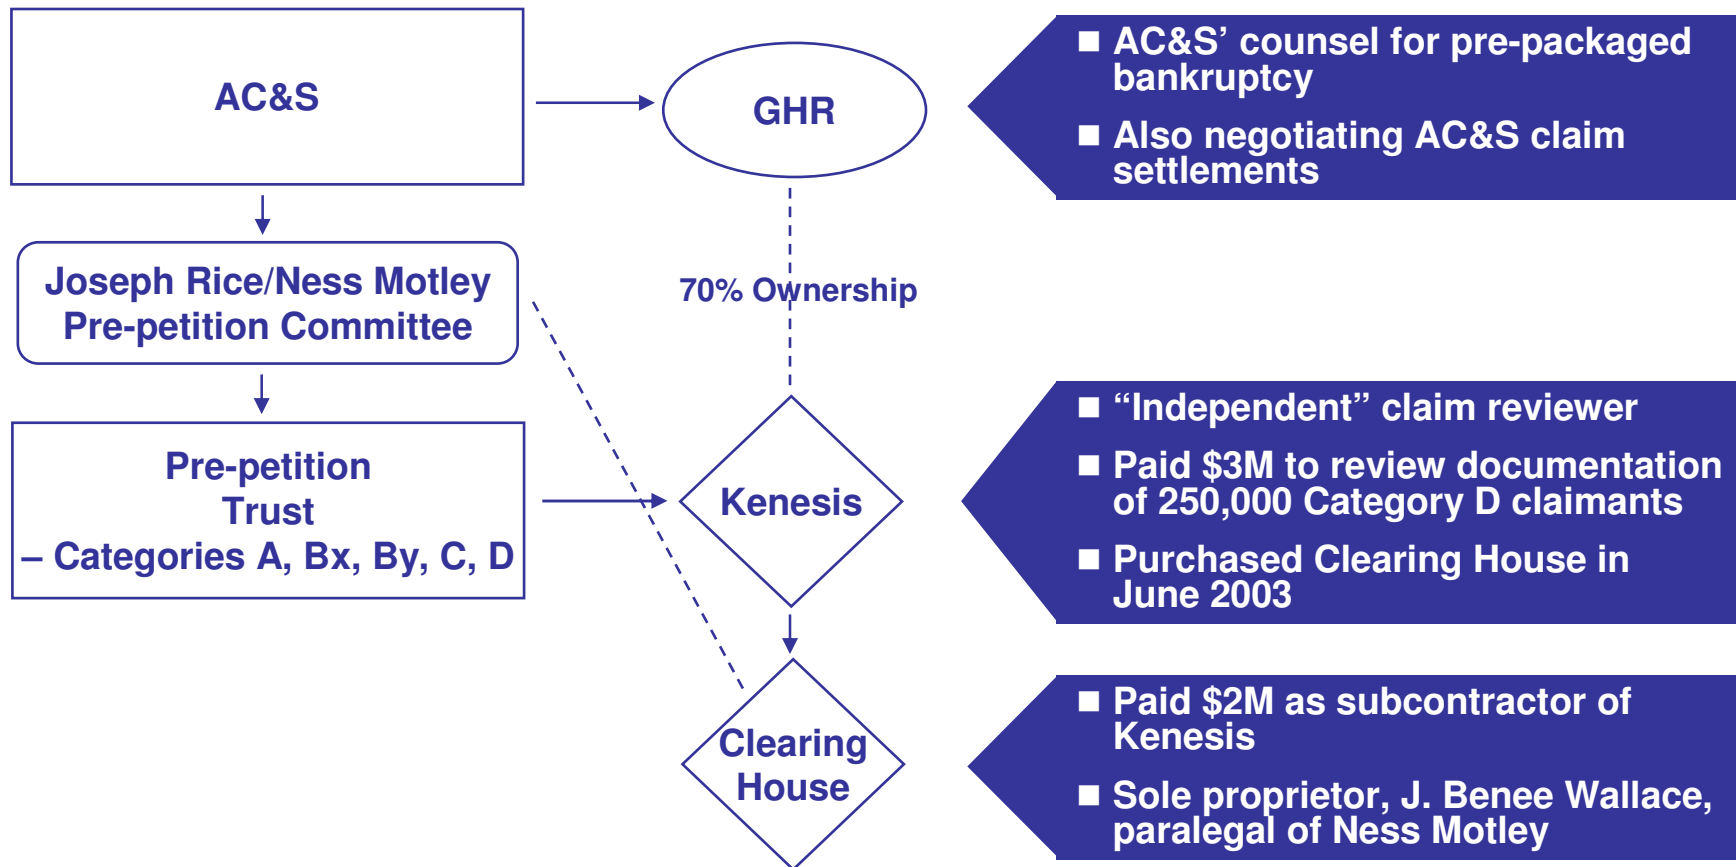 AC&S
GHR
■ AC&S’ counsel for pre-packaged
bankruptcy
■ Also negotiating AC&S claim
settlements
Joseph Rice/Ness Motley
Pre-petition Committee
70% Ownership
Pre-petition
Trust
– Categories A, Bx, By, C, D
Kenesis
■ “Independent” claim reviewer
■ Paid $3M to review documentation
of 250,000 Category D claimants
■ Purchased Clearing House in
June 2003
Clearing
House
■ Paid $2M as subcontractor of
Kenesis
■ Sole proprietor, J. Benee Wallace,
paralegal of Ness Motley